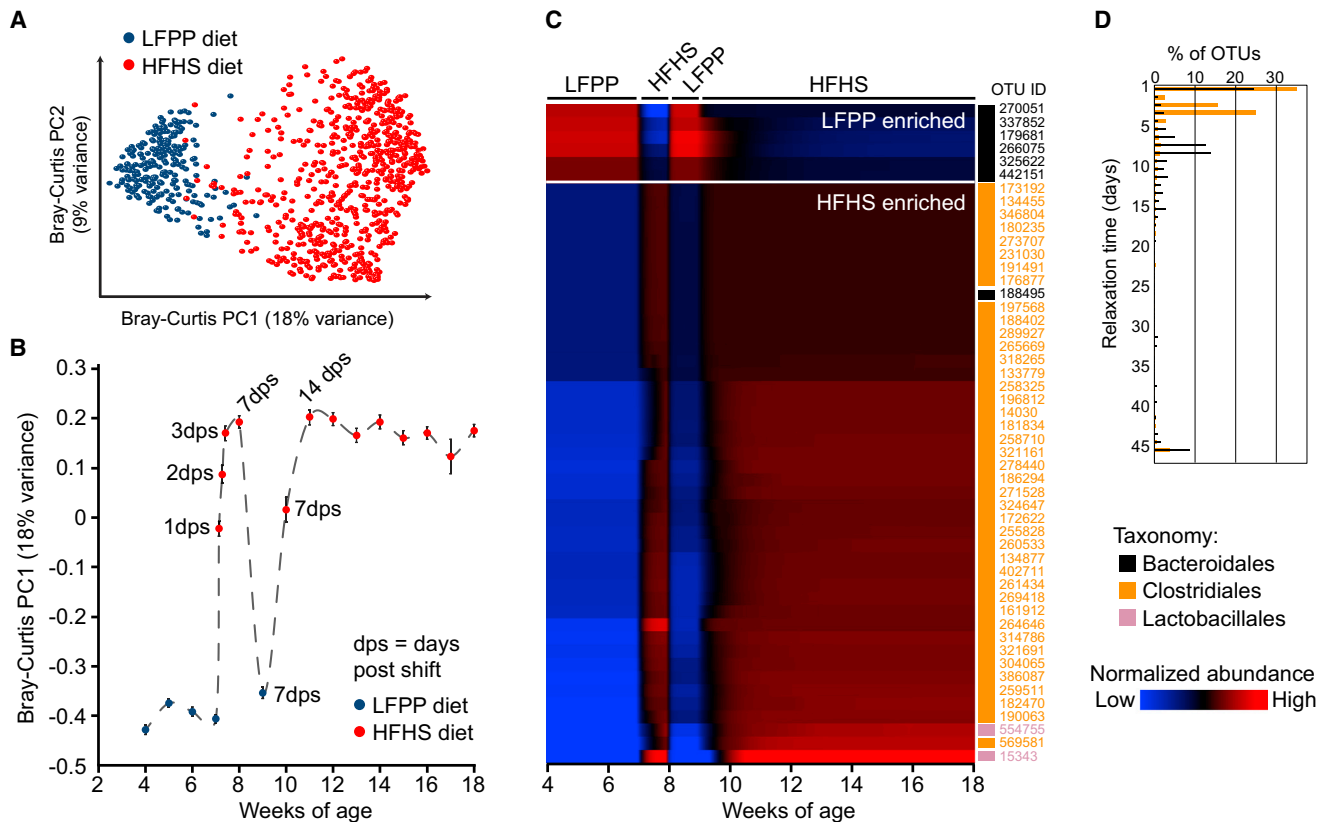 A
LFPP diet
HFHS diet
Bray-Curtis PC2
(9% variance)
Bray-Curtis PC1 (18% variance)
B
0.3
0.2
0.1
0
-0.1
-0.2
-0.3
-0.4
-0.5
Bray-Curtis PC1 (18% variance)
1dps
2dps
3dps
7dps
7dps
7dps
14 dps
dps = days
post shift
LFPP diet
HFHS diet
2 4 6 8 10 12 14 16 18
Weeks of age
C
LFPP
HFHS
LFPP
HFHS
OTU ID
LFPP enriched
HFHS enriched
270051
337852
179681
266075
325622
442151
173192
134455
346804
180235
273707
231030
191491
176877
188495
197568
188402
289927
265669
318265
133779
258325
196812
14030
181834
258710
321161
278440
186294
271528
324647
172622
255828
260533
134877
402711
261434
269418
161912
264646
314786
321691
304065
386087
259511
182470
190063
554755
569581
15343
4 6 8 10 12 14 16 18
Weeks of age
D
% of OTUs
0 10 20 30
1
5
10
15
20
25
30
35
40
45
Relaxation time (days)
Taxonomy:
Bacteroidales
Clostridiales
Lactobacillales
Normalized abundance
Low
High